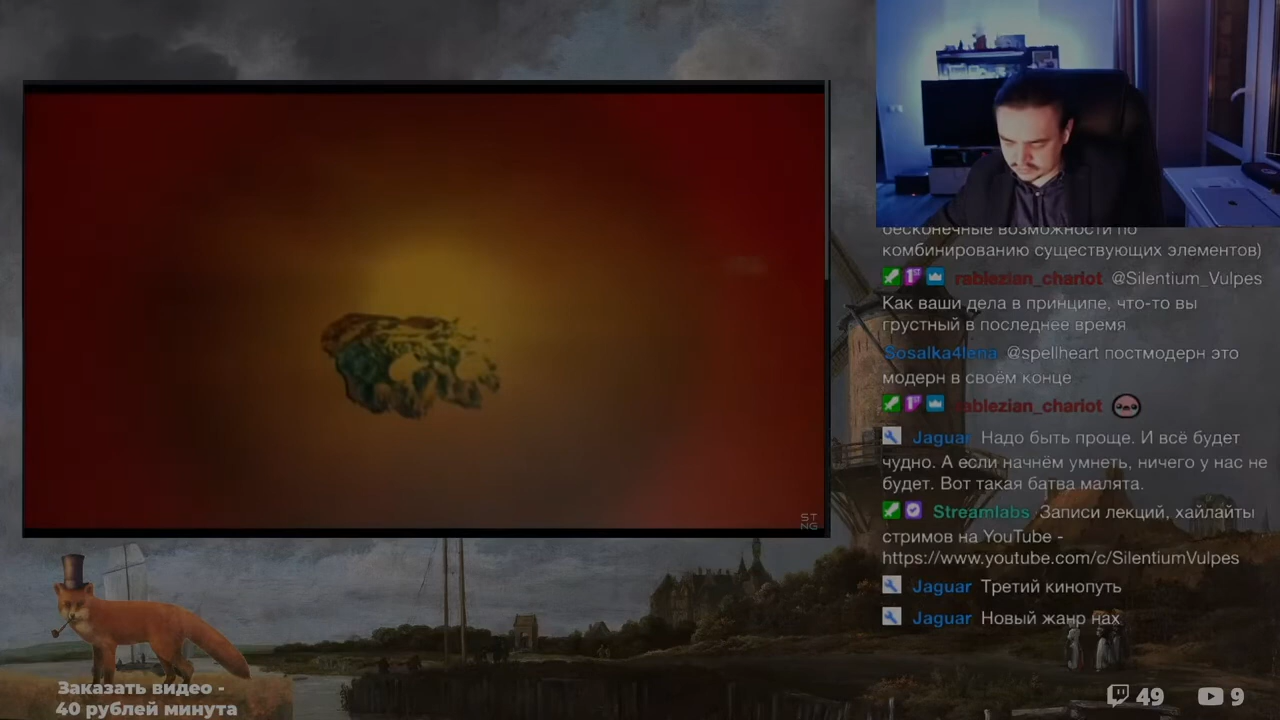 ST
NG
бесконечные возможности по
комбинированию существующих элементов)
rablezian_chariot @Silentium_Vulpes
Как ваши дела в принципе, что-то вы
грустный в последнее время
Sosalka4lena @spellheart постмодерн это
модерн в своём конце
rablezian_chariot
Jaguar Надо быть проще. И всё будет
чудно. А если начнём умнеть, ничего у нас не
будет. Вот такая батва малята.
Streamlabs Записи лекций, хайлайты
стримов на YouTube -
https://www.youtube.com/c/SilentiumVulpes
Jaguar Третий кинопуть
Jaguar Новый жанр нах
Заказать видео -
40 рублей минута
49 9